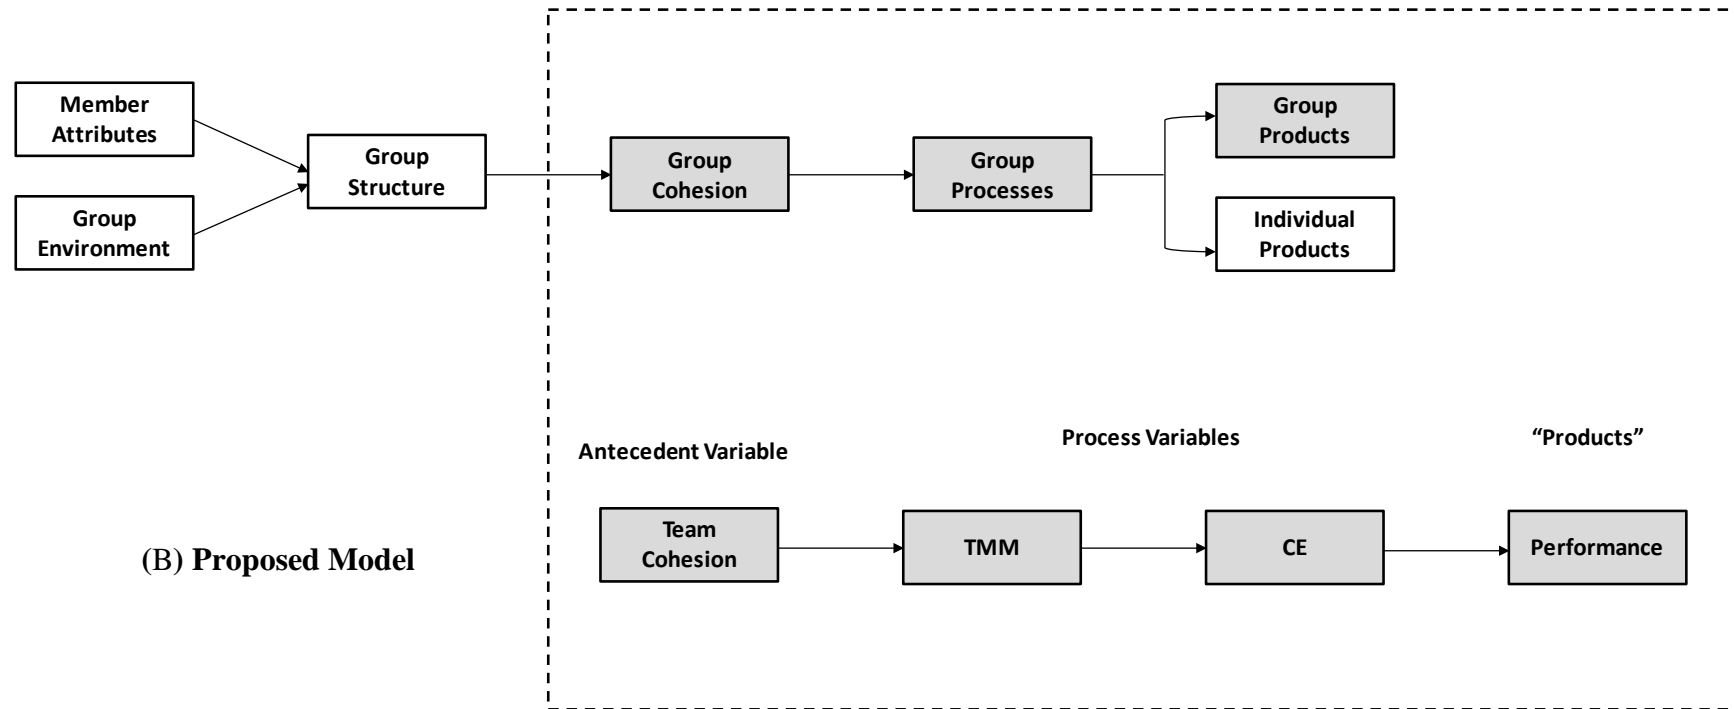 Member
Attributes
Group
Environment
Group
Structure
Group
Cohesion
Group
Processes
Group
Products
Individual
Products
Antecedent Variable
Process Variables
“Products”
(B) Proposed Model
Team
Cohesion
TMM
CE
Performance